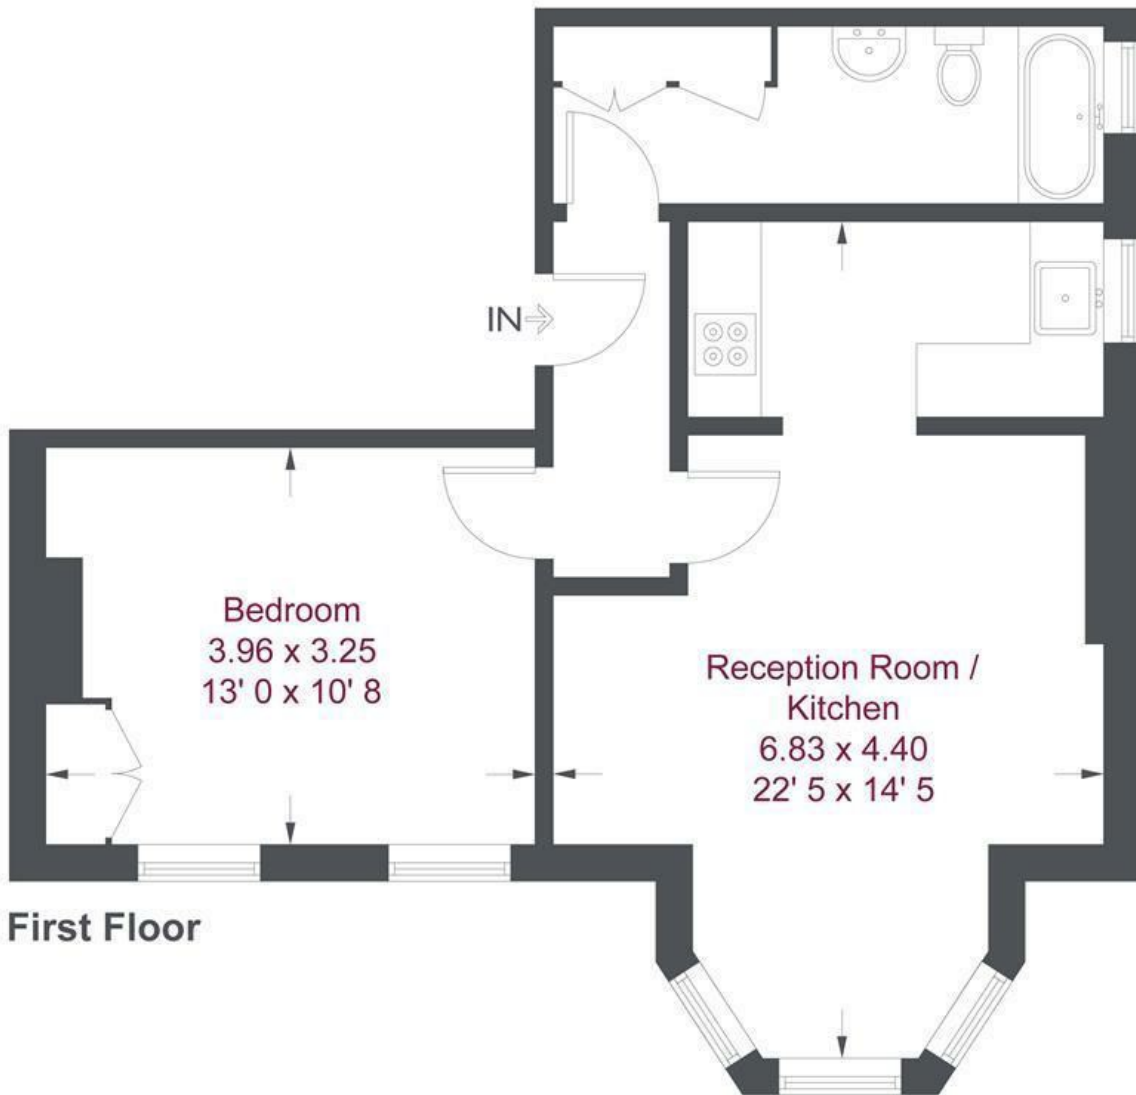 IN
Bedroom
3.96 x 3.25
13' 0 x 10' 8
Reception Room /
Kitchen
6.83 x 4.40
22' 5 x 14' 5
First Floor